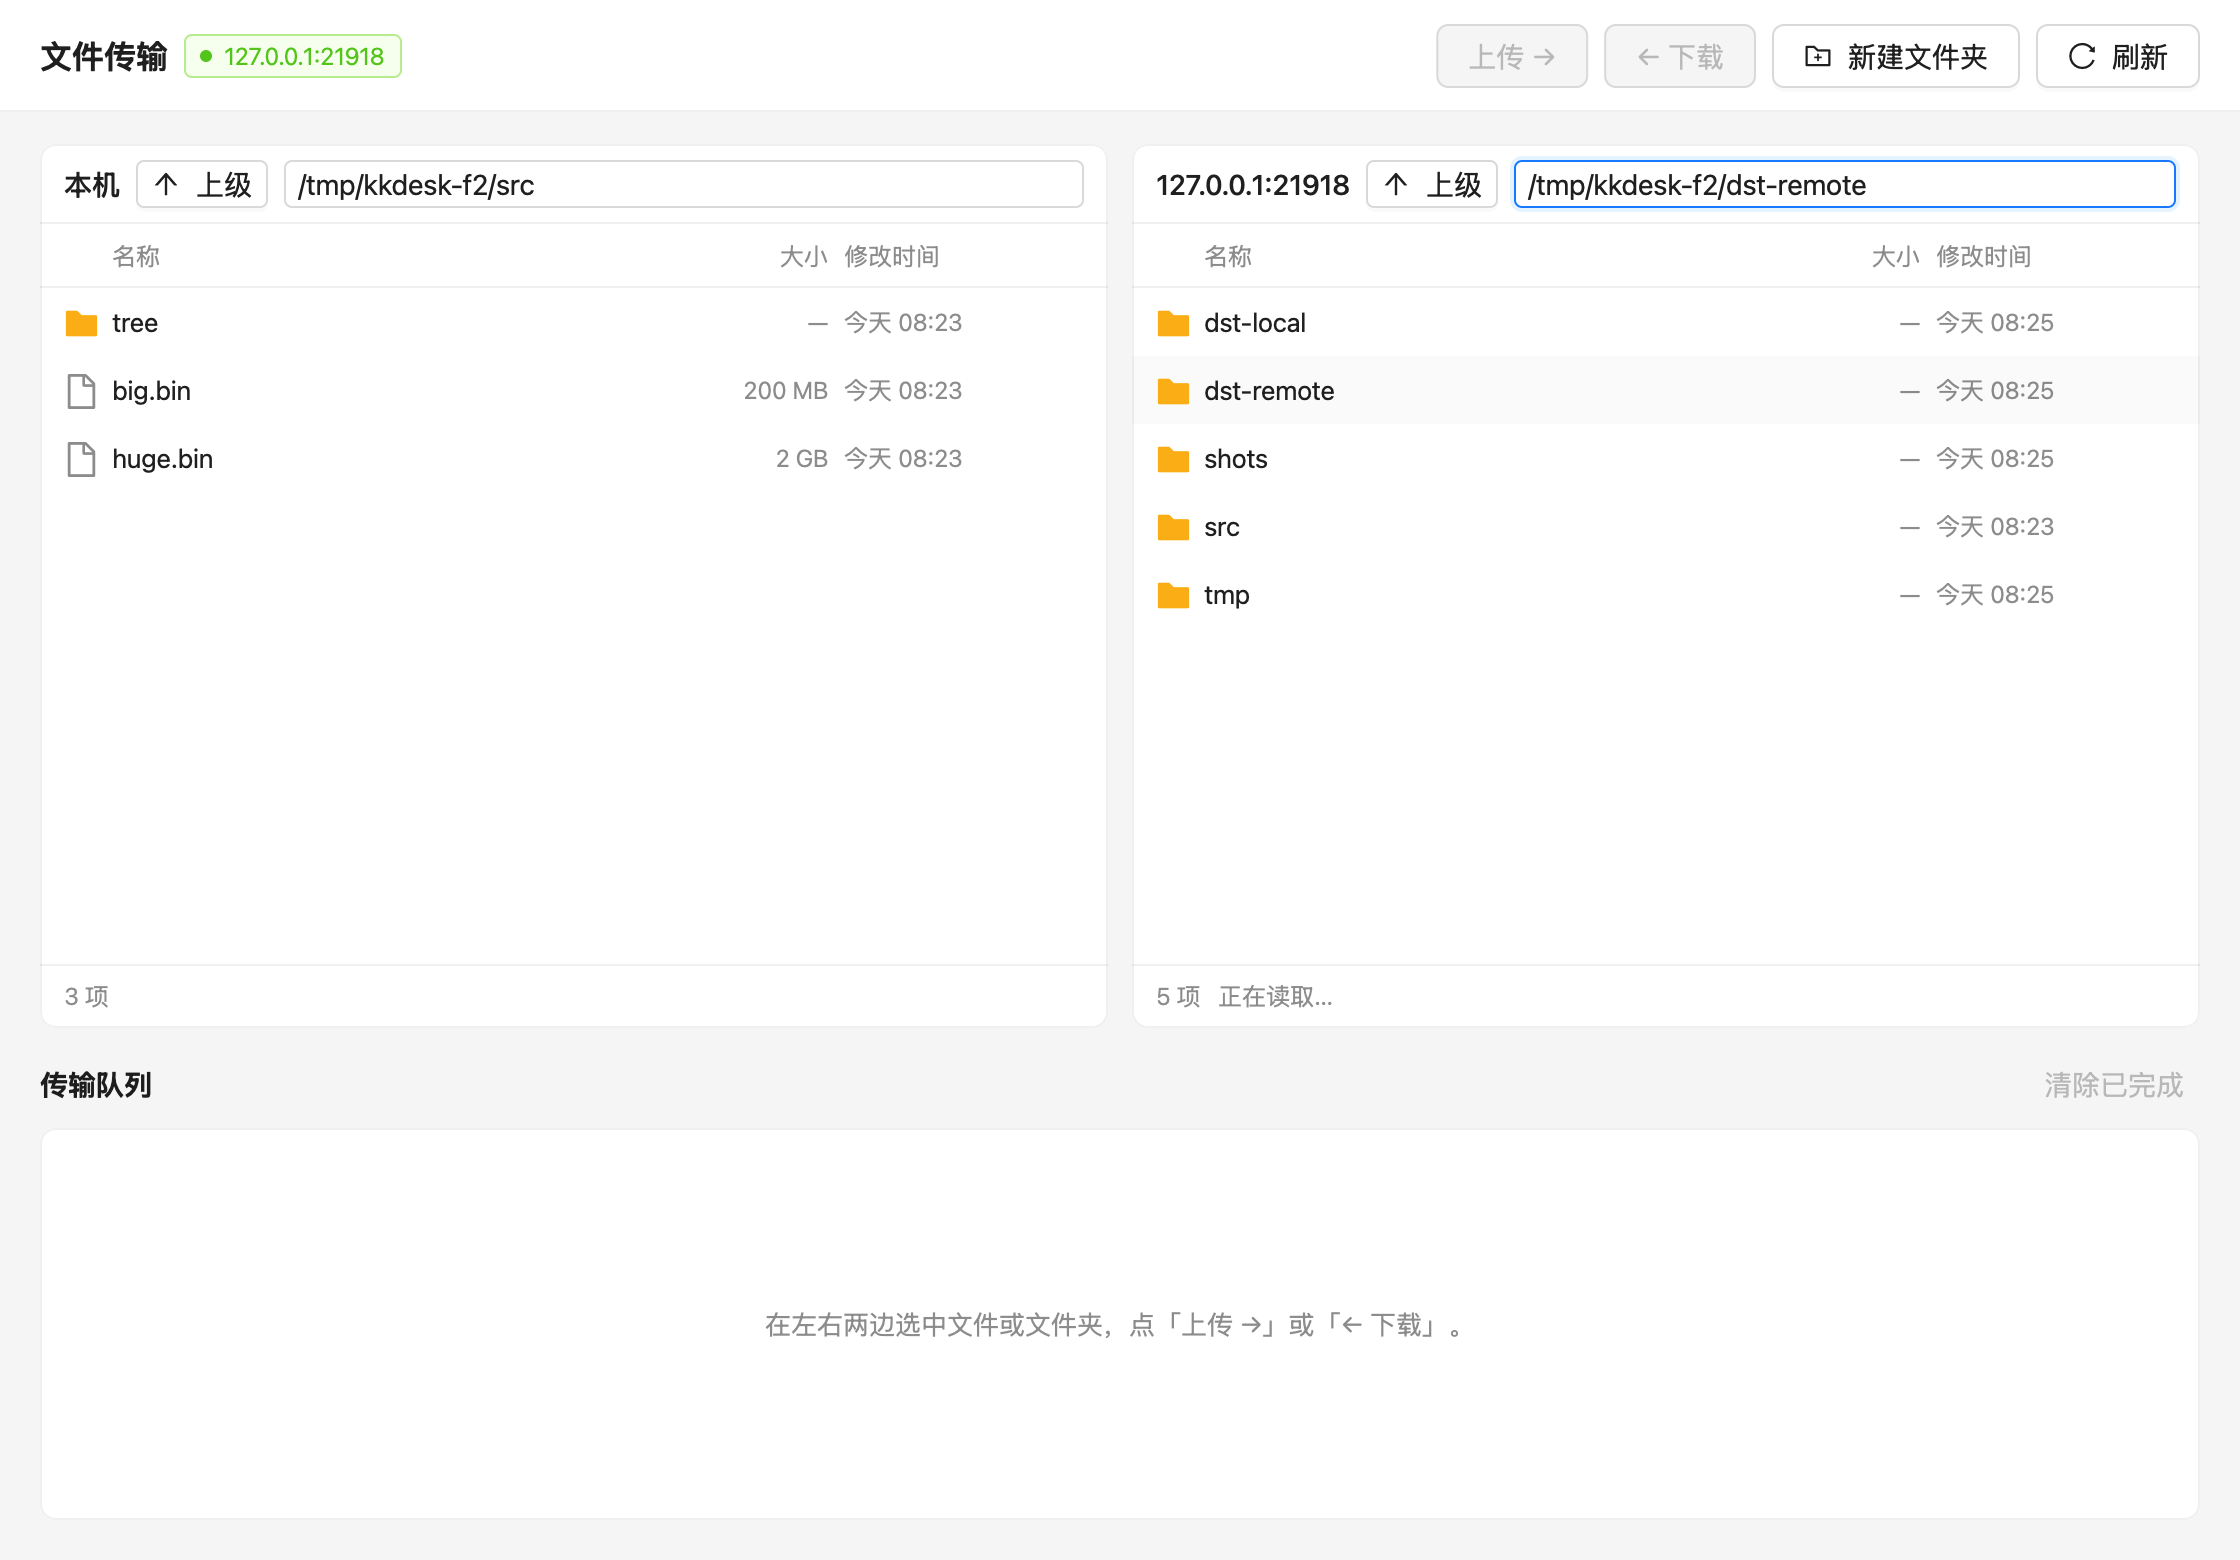 文件传输 127.0.0.1:21918 上传 → ← 下载 新建文件夹 刷新
本机 ↑ 上级 /tmp/kkdesk-f2/src
名称 大小 修改时间
tree — 今天 08:23
big.bin 200 MB 今天 08:23
huge.bin 2 GB 今天 08:23
3 项
127.0.0.1:21918 ↑ 上级 /tmp/kkdesk-f2/dst-remote
名称 大小 修改时间
dst-local — 今天 08:25
dst-remote — 今天 08:25
shots — 今天 08:25
src — 今天 08:23
tmp — 今天 08:25
5 项 正在读取...
传输队列 清除已完成
在左右两边选中文件或文件夹，点「上传 →」或「← 下载」。